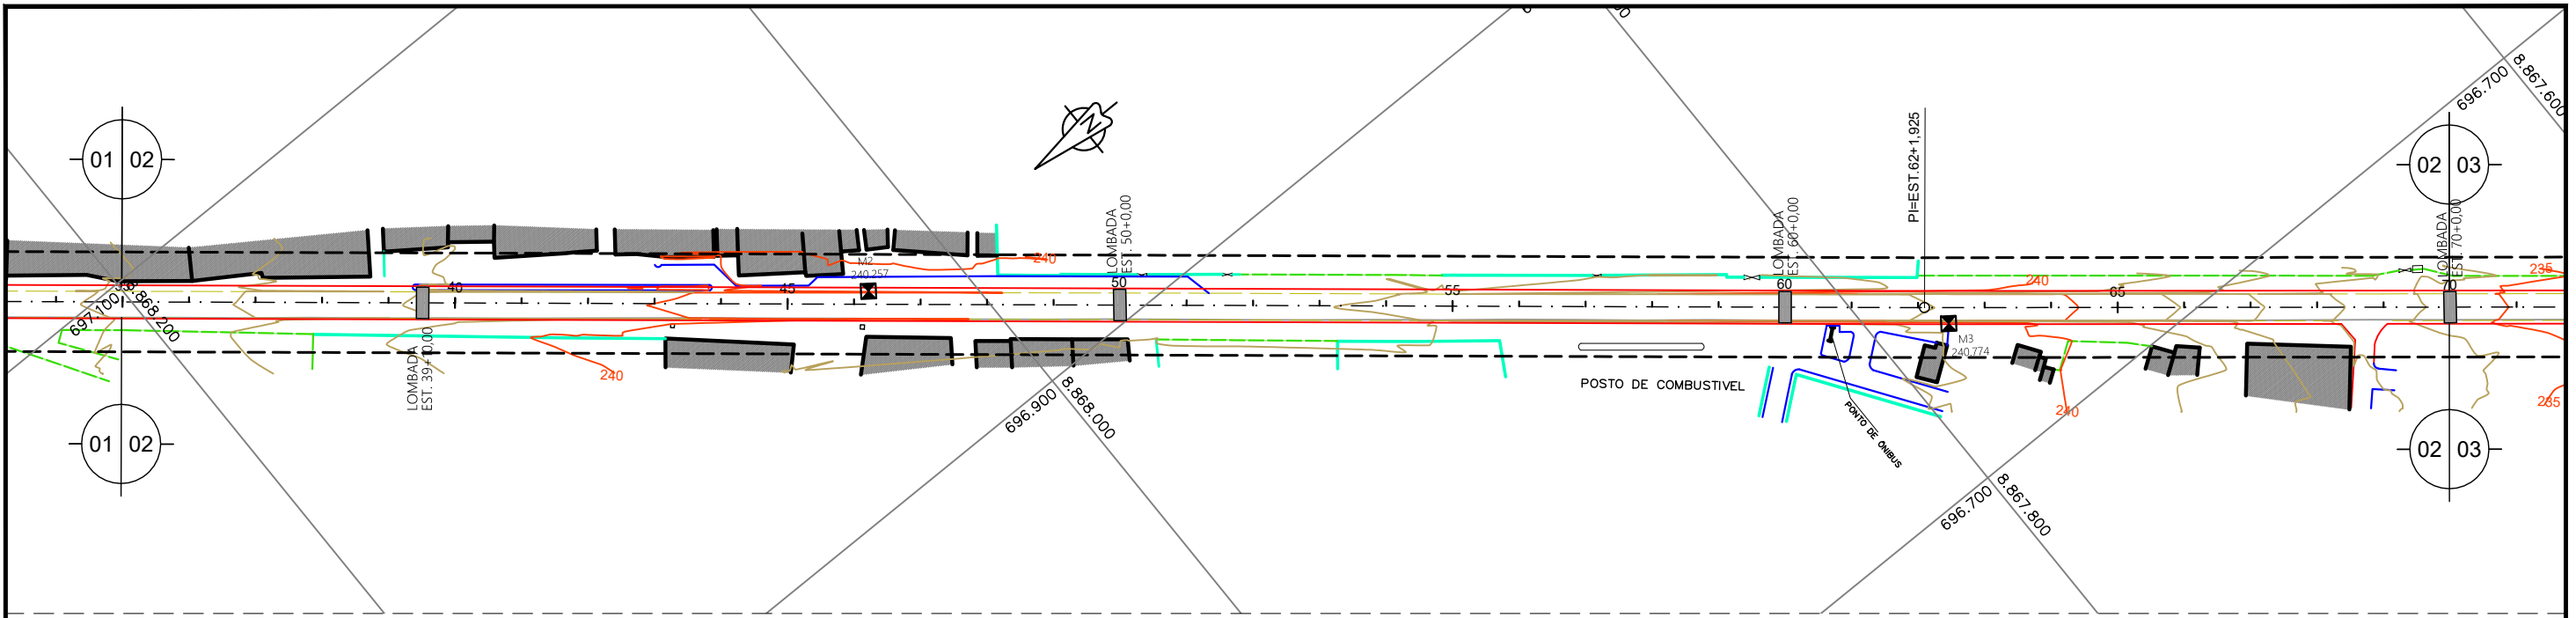 696.700
8.867.600
PI=EST.62+1,925
01 02
02 03
N
LOMBADA
EST. 50+0,00
LOMBADA
EST. 60+0,00
LOMBADA
EST.70+0,00
M2
240.257
240
240
235
40
45
50
55
60
65
70
697.100
8.868.200
LOMBADA
EST. 39+10,00
240
M3
240.774
POSTO DE COMBUSTIVEL
PONTO DE ÔNIBUS
696.900
8.868.000
240
235
01 02
02 03
696.700
8.867.800